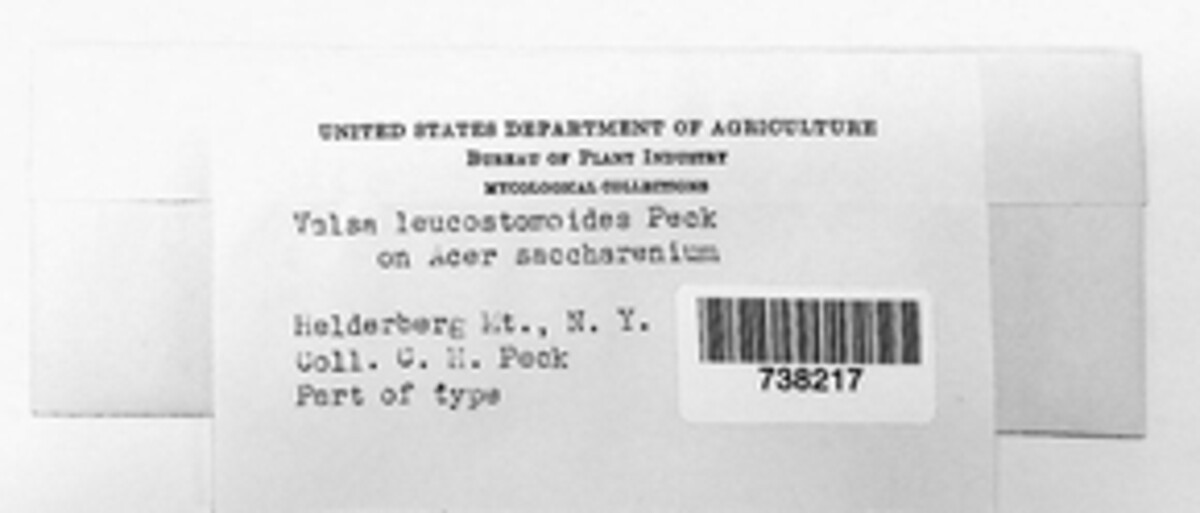 UNITED STATES DEPARTMENT OF AGRICULTURE
BUREAU OF PLANT INDUSTRY
MYCOLOGICAL COLLECTIONS
Valsa leucostomoides Peck
on Acer saccharenium
Helderberg Mt., N. Y.
Coll. C. H. Peck
Part of type
738217